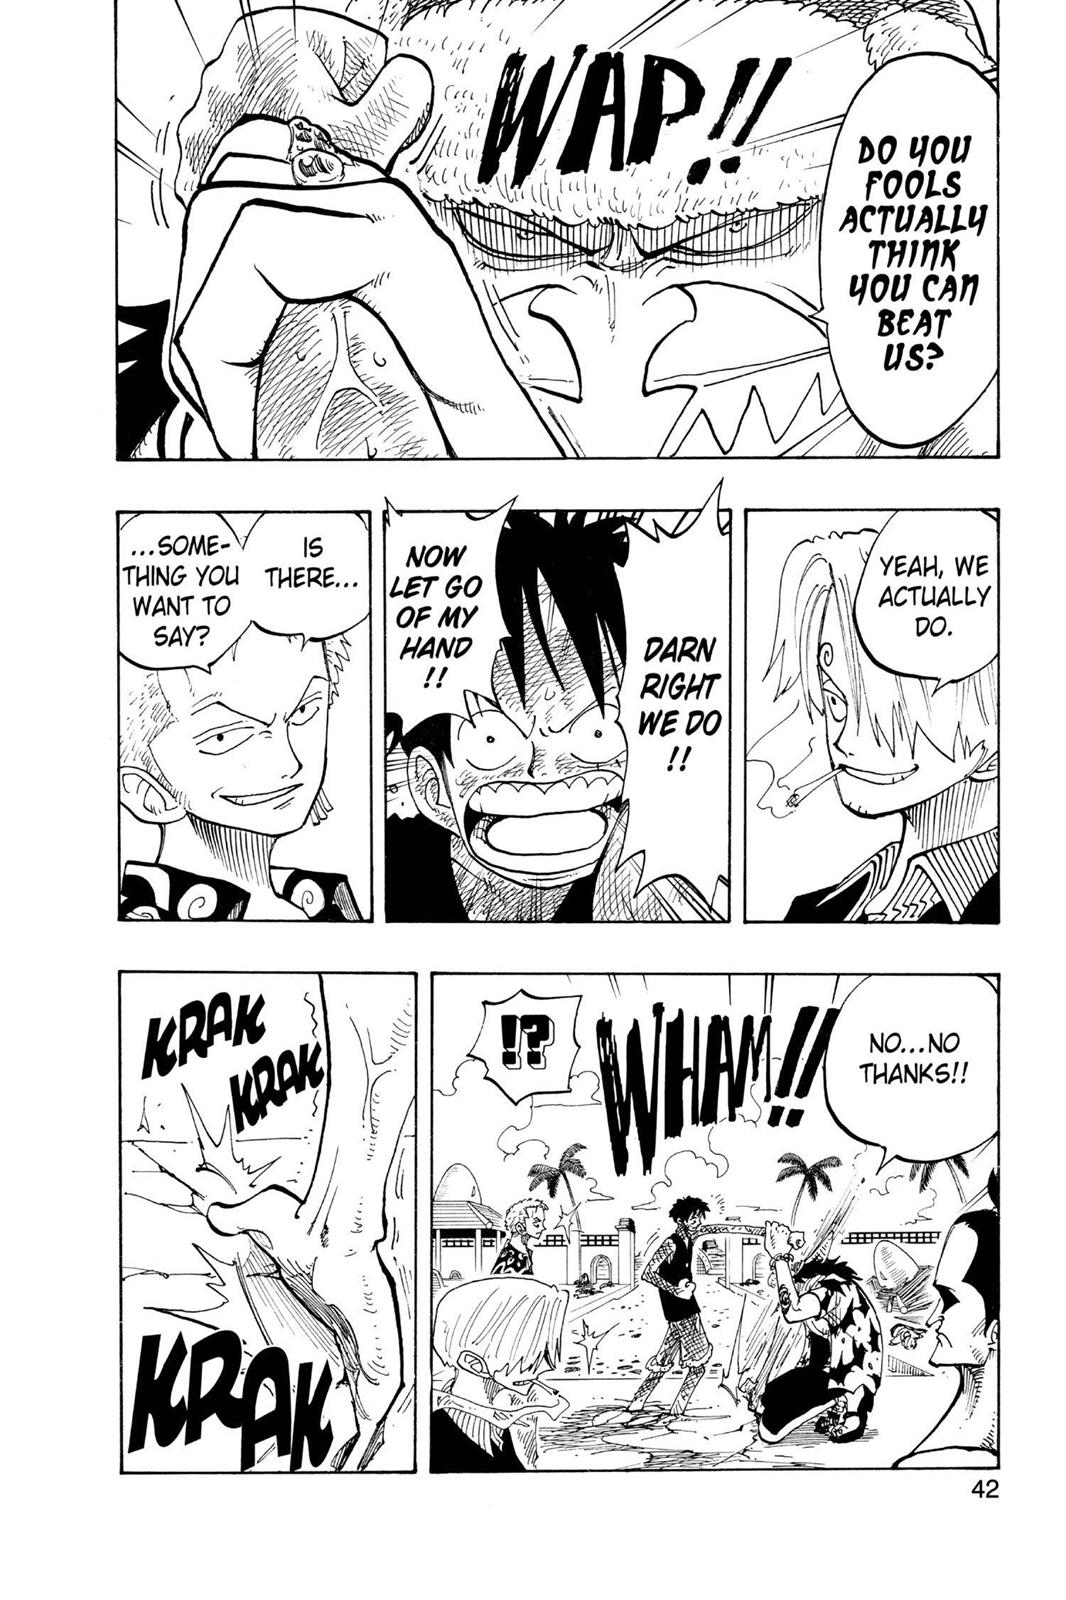 WAP!!
DO YOU
FOOLS
ACTUALLY
THINK
YOU CAN
BEAT
US?
YEAH, WE
ACTUALLY
DO.
DARN
RIGHT
WE DO
!!
NOW
LET GO
OF MY
HAND
!!
IS
THERE...
...SOME-
THING YOU
WANT TO
SAY?
NO...NO
THANKS!!
WHAM!!
!?
KRAK
KRAK
KRAK
42